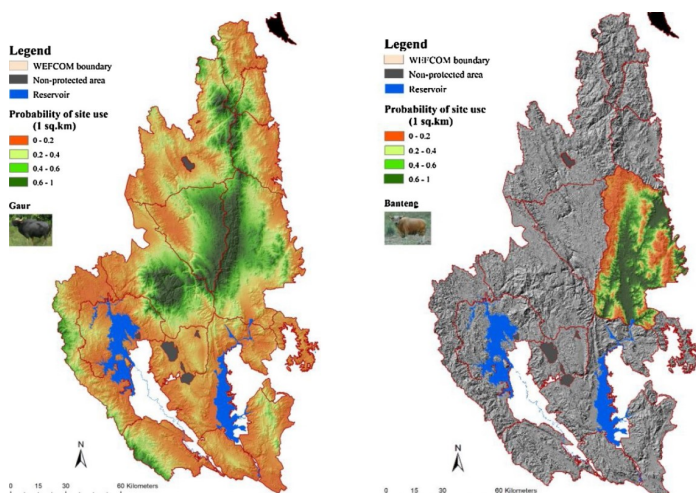 Legend
WEFCOM boundary
Non-protected area
Reservoir
Probability of site use
(1 sq.km)
0 - 0.2
0.2 - 0.4
0.4 - 0.6
0.6 - 1
Gaur
N
0 15 30 60 Kilometers
Legend
WEFCOM boundary
Non-protected area
Reservoir
Probability of site use
(1 sq.km)
0 - 0.2
0.2 - 0.4
0.4 - 0.6
0.6 - 1
Banteng
N
0 15 30 60 Kilometers